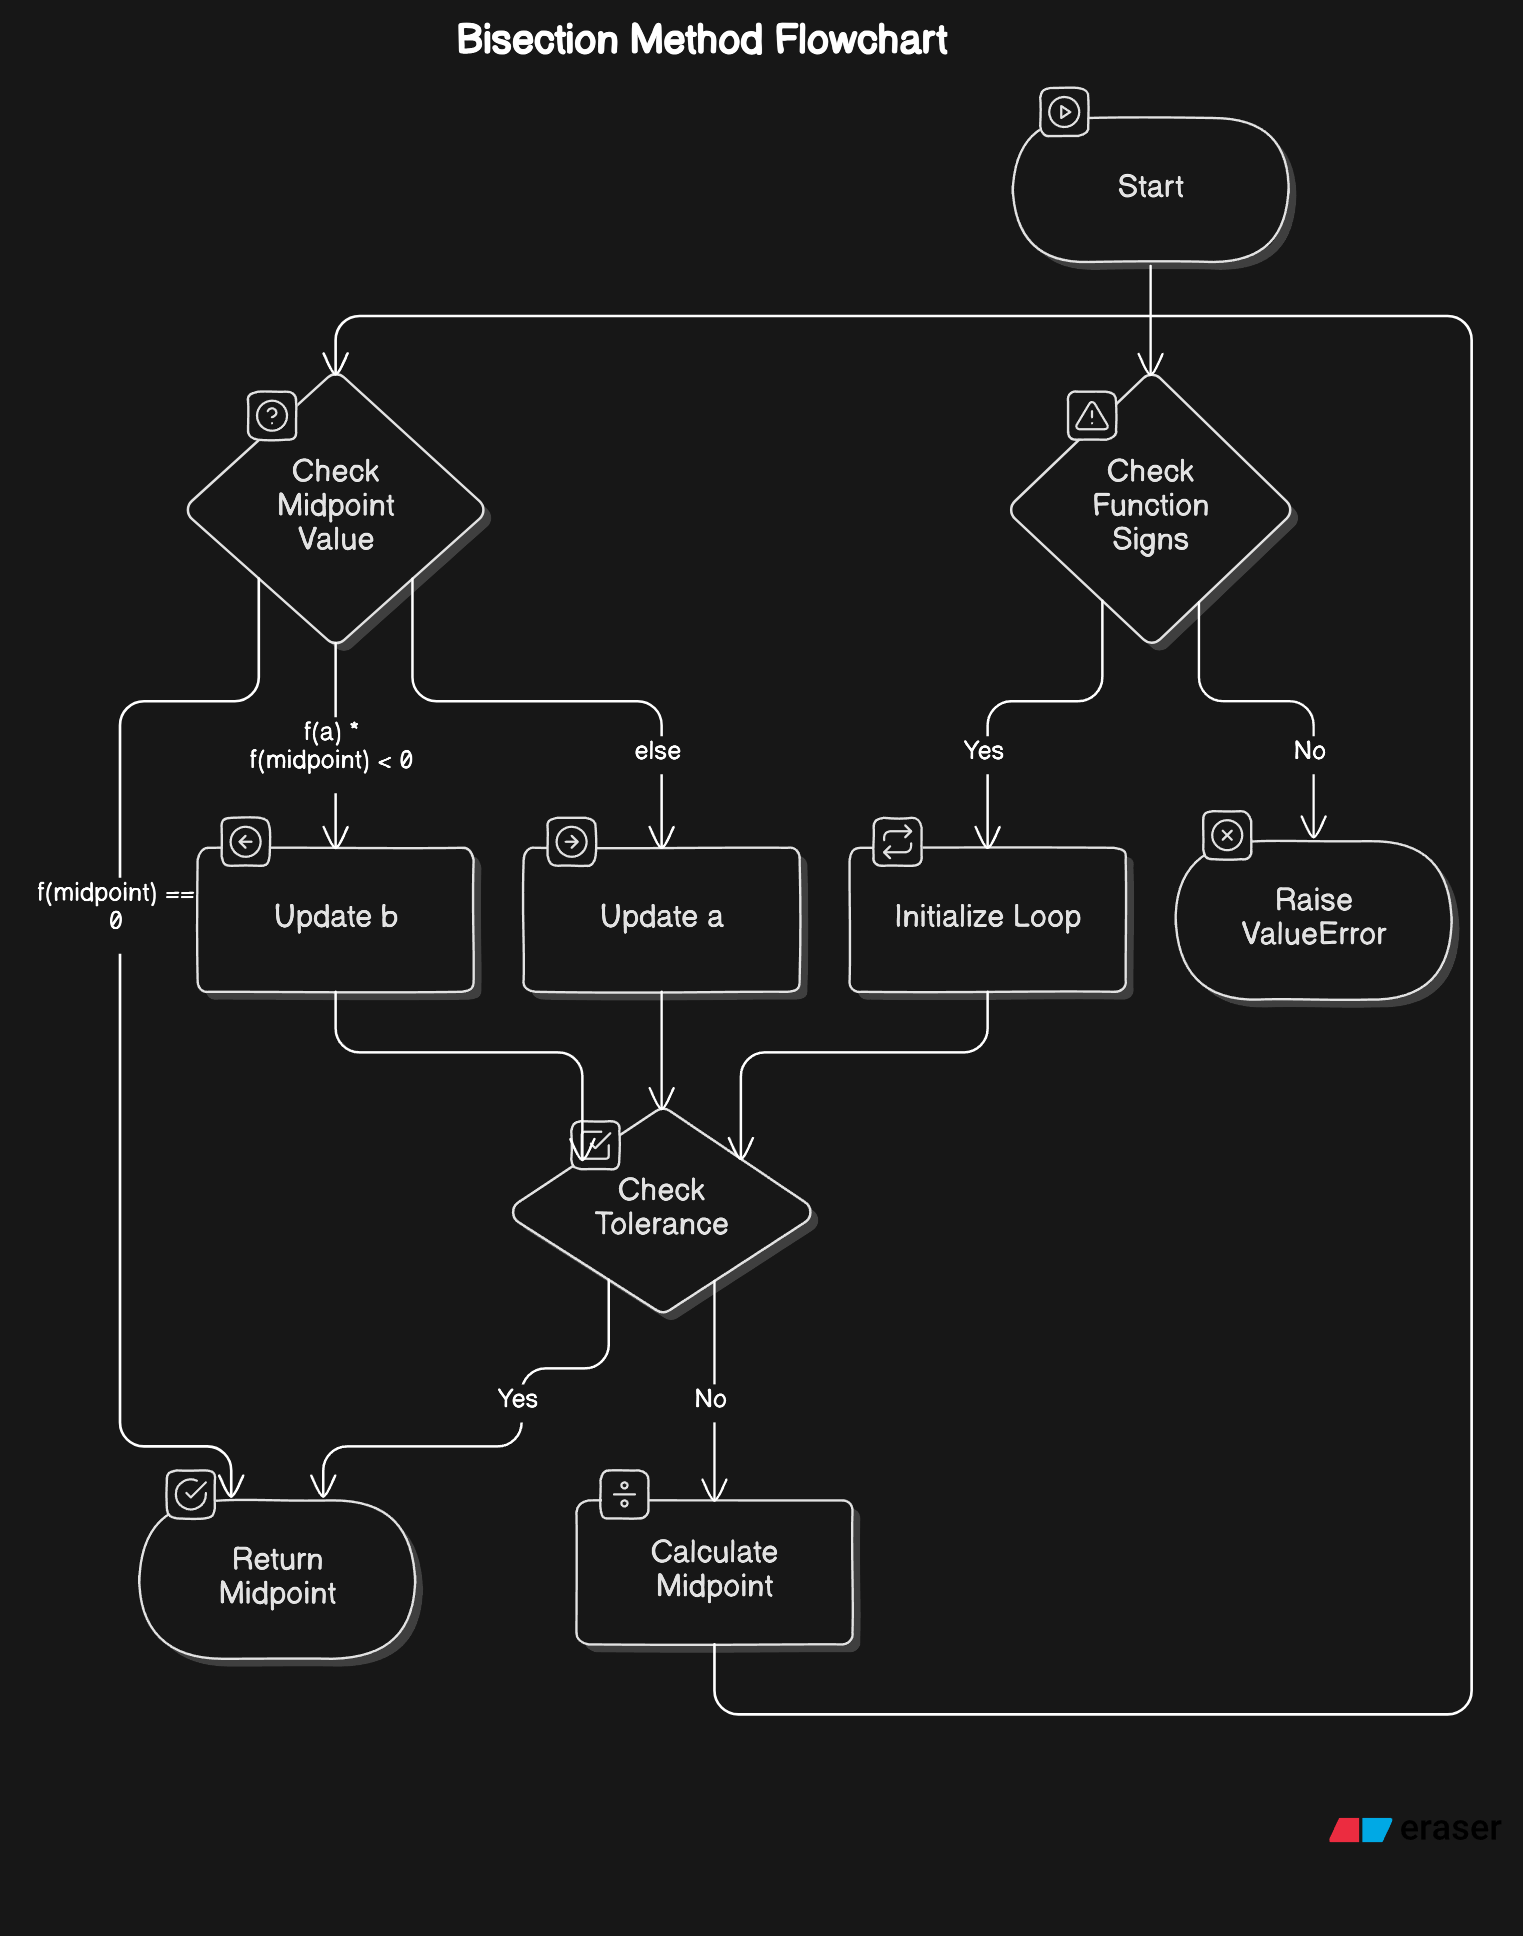 Bisection Method Flowchart
Start
Check
Midpoint
Value
Check
Function
Signs
f(a) *
f(midpoint) < 0
else
Yes
No
f(midpoint) ==
0
Update b
Update a
Initialize Loop
Raise
ValueError
Check
Tolerance
Yes
No
Return
Midpoint
Calculate
Midpoint
eraser